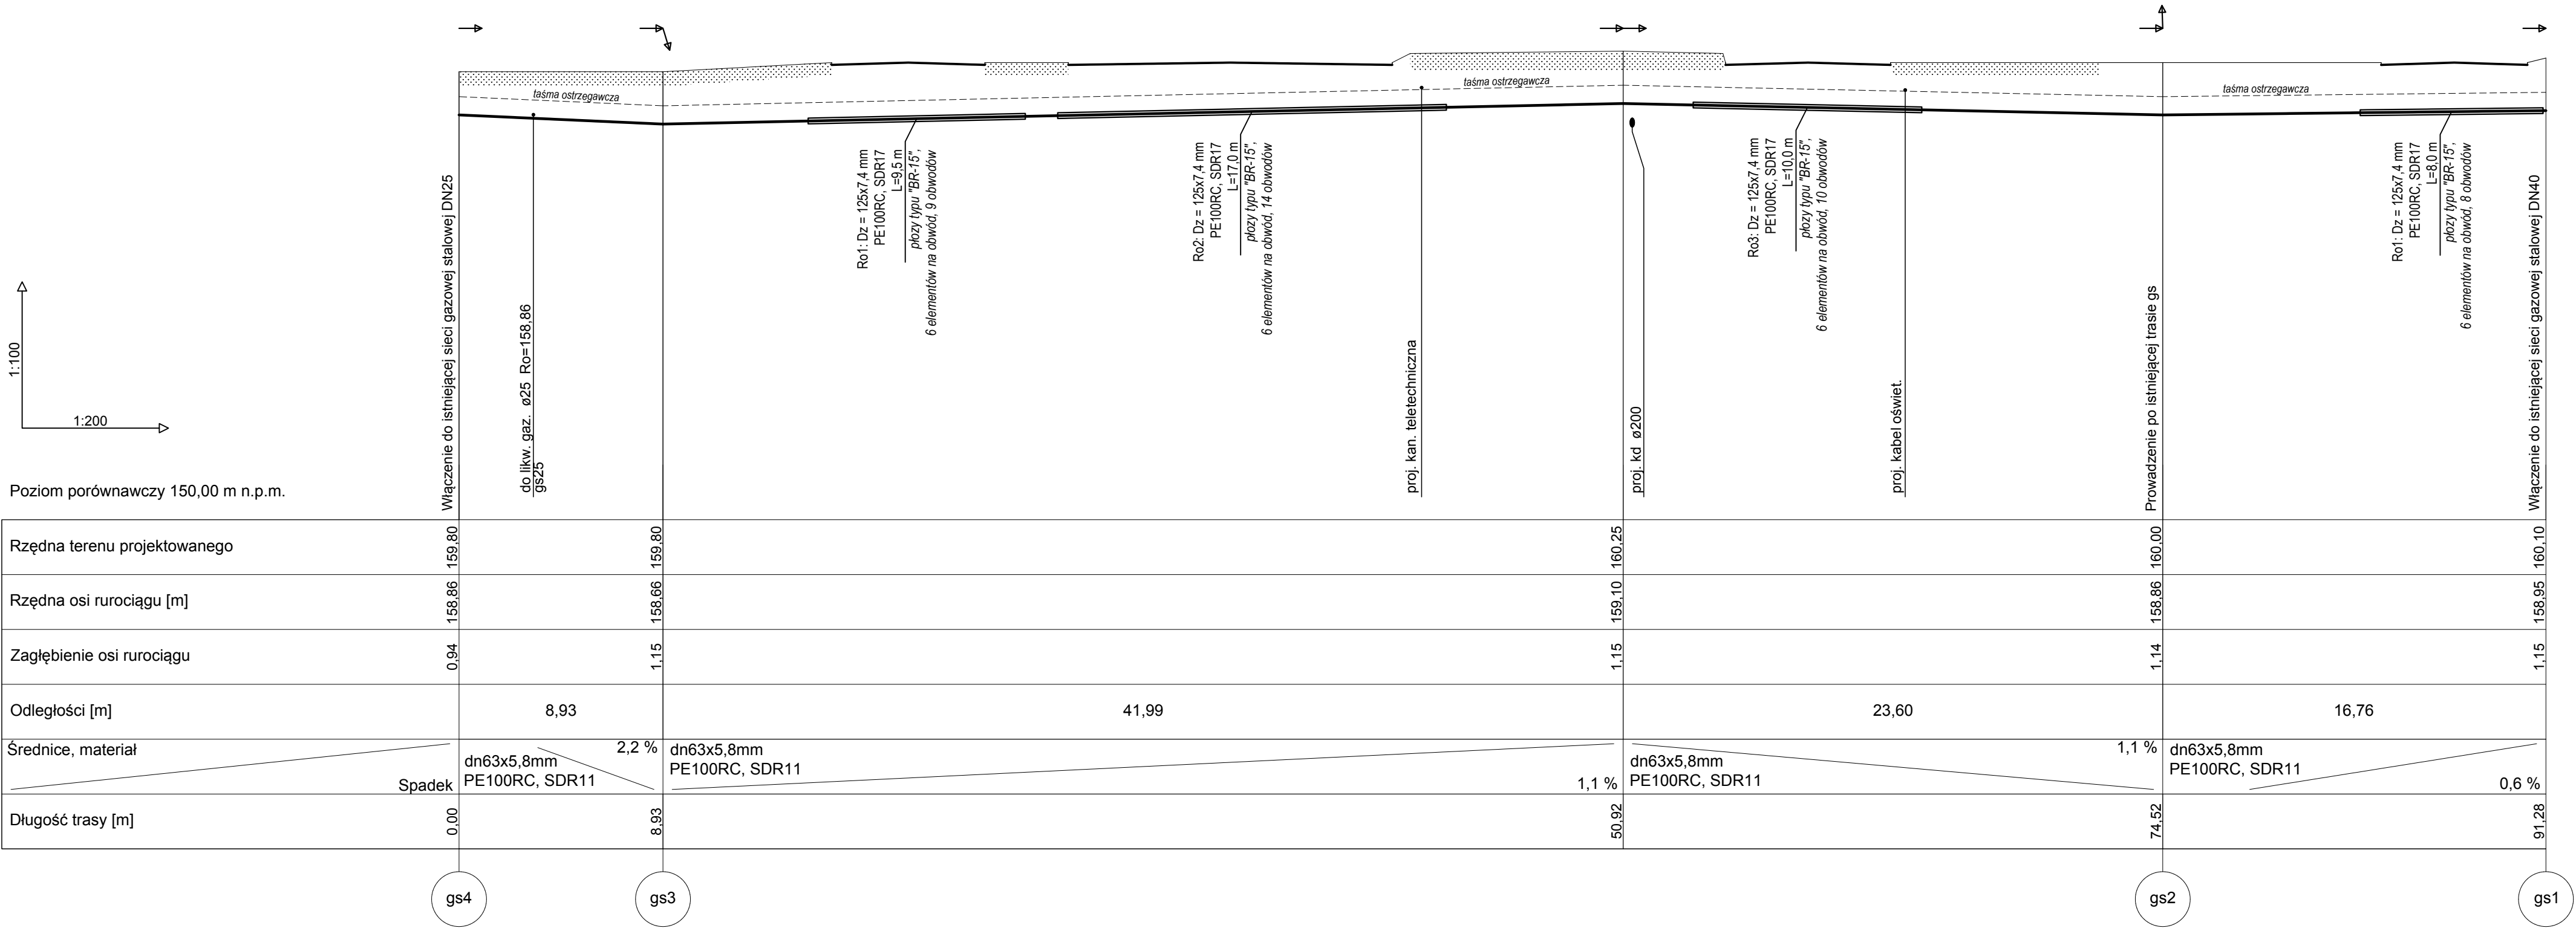 taśma ostrzegawcza
taśma ostrzegawcza
taśma ostrzegawcza
Włączenie do istniejącej sieci gazowej stalowej DN25
do likw. gaz. ø25 Ro=158,86
gs25
Ro1: Dz = 125x7,4 mm
PE100RC, SDR17
L=9,5 m
płozy typu "BR-15",
6 elementów na obwód, 9 obwodów
Ro2: Dz = 125x7,4 mm
PE100RC, SDR17
L=17,0 m
płozy typu "BR-15",
6 elementów na obwód, 14 obwodów
proj. kan. teletechniczna
proj. kd ø200
Ro3: Dz = 125x7,4 mm
PE100RC, SDR17
L=10,0 m
płozy typu "BR-15",
6 elementów na obwód, 10 obwodów
proj. kabel oświet.
Prowadzenie po istniejącej trasie gs
Ro1: Dz = 125x7,4 mm
PE100RC, SDR17
L=8,0 m
płozy typu "BR-15",
6 elementów na obwód, 8 obwodów
Włączenie do istniejącej sieci gazowej stalowej DN40
1:100
1:200
Poziom porównawczy 150,00 m n.p.m.
Rzędna terenu projektowanego 159,80 159,80 160,25 160,00 160,10
Rzędna osi rurociągu [m] 158,86 158,66 159,10 158,86 158,95
Zagłębienie osi rurociągu 0,94 1,15 1,15 1,14 1,15
Odległości [m] 8,93 41,99 23,60 16,76
Średnice, materiał
Spadek
dn63x5,8mm
PE100RC, SDR11
2,2 %
dn63x5,8mm
PE100RC, SDR11
1,1 %
dn63x5,8mm
PE100RC, SDR11
1,1 %
dn63x5,8mm
PE100RC, SDR11
0,6 %
Długość trasy [m] 0,00 8,93 50,92 74,52 91,28
gs4 gs3 gs2 gs1